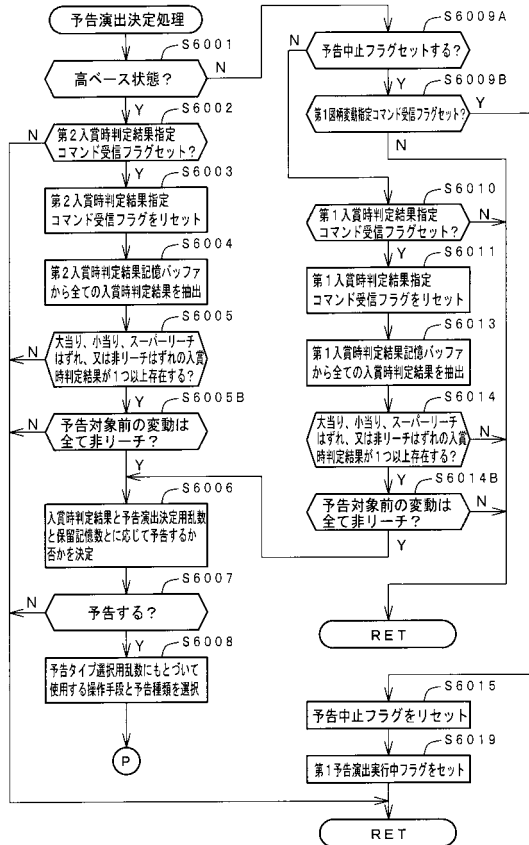 予告演出決定処理
S6001
高ベース状態?
N
Y
S6002
第2入賞時判定結果指定
コマンド受信フラグセット?
N
Y
S6003
第2入賞時判定結果指定
コマンド受信フラグをリセット
S6004
第2入賞時判定結果記憶バッファ
から全ての入賞時判定結果を抽出
S6005
大当り、小当り、スーパーリーチ
はずれ、又は非リーチはずれの入賞
時判定結果が1つ以上存在する?
N
Y
S6005B
予告対象前の変動は
全て非リーチ?
N
Y
S6006
入賞時判定結果と予告演出決定用乱数
と保留記憶数とに応じて予告するか
否かを決定
S6007
予告する?
N
Y
S6008
予告タイプ選択用乱数にもとづいて
使用する操作手段と予告種類を選択
P
S6009A
予告中止フラグセットする?
N
Y
S6009B
第1図柄変動指定コマンド受信フラグセット?
Y
N
S6010
第1入賞時判定結果指定
コマンド受信フラグセット?
N
Y
S6011
第1入賞時判定結果指定
コマンド受信フラグをリセット
S6013
第1入賞時判定結果記憶バッファ
から全ての入賞時判定結果を抽出
S6014
大当り、小当り、スーパーリーチ
はずれ、又は非リーチはずれの入賞
時判定結果が1つ以上存在する?
N
Y
S6014B
予告対象前の変動は
全て非リーチ?
N
Y
RET
S6015
予告中止フラグをリセット
S6019
第1予告演出実行中フラグをセット
RET